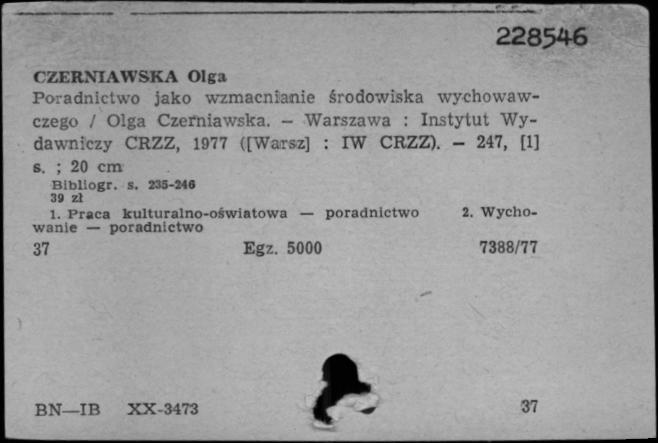 228546
CZERNIAWSKA Olga
Poradnictwo jako wzmacnianie środowiska wychowaw-
czego / Olga Czerniawska. — Warszawa : Instytut Wy-
dawniczy CRZZ, 1977 ([Warsz] : IW CRZZ). — 247, [1]
s. ; 20 cm
Bibliogr. s. 235-246
39 zł
1. Praca kulturalno-oświatowa — poradnictwo 2. Wycho-
wanie — poradnictwo
37 Egz. 5000 7388/77
BN—IB XX-3473 37